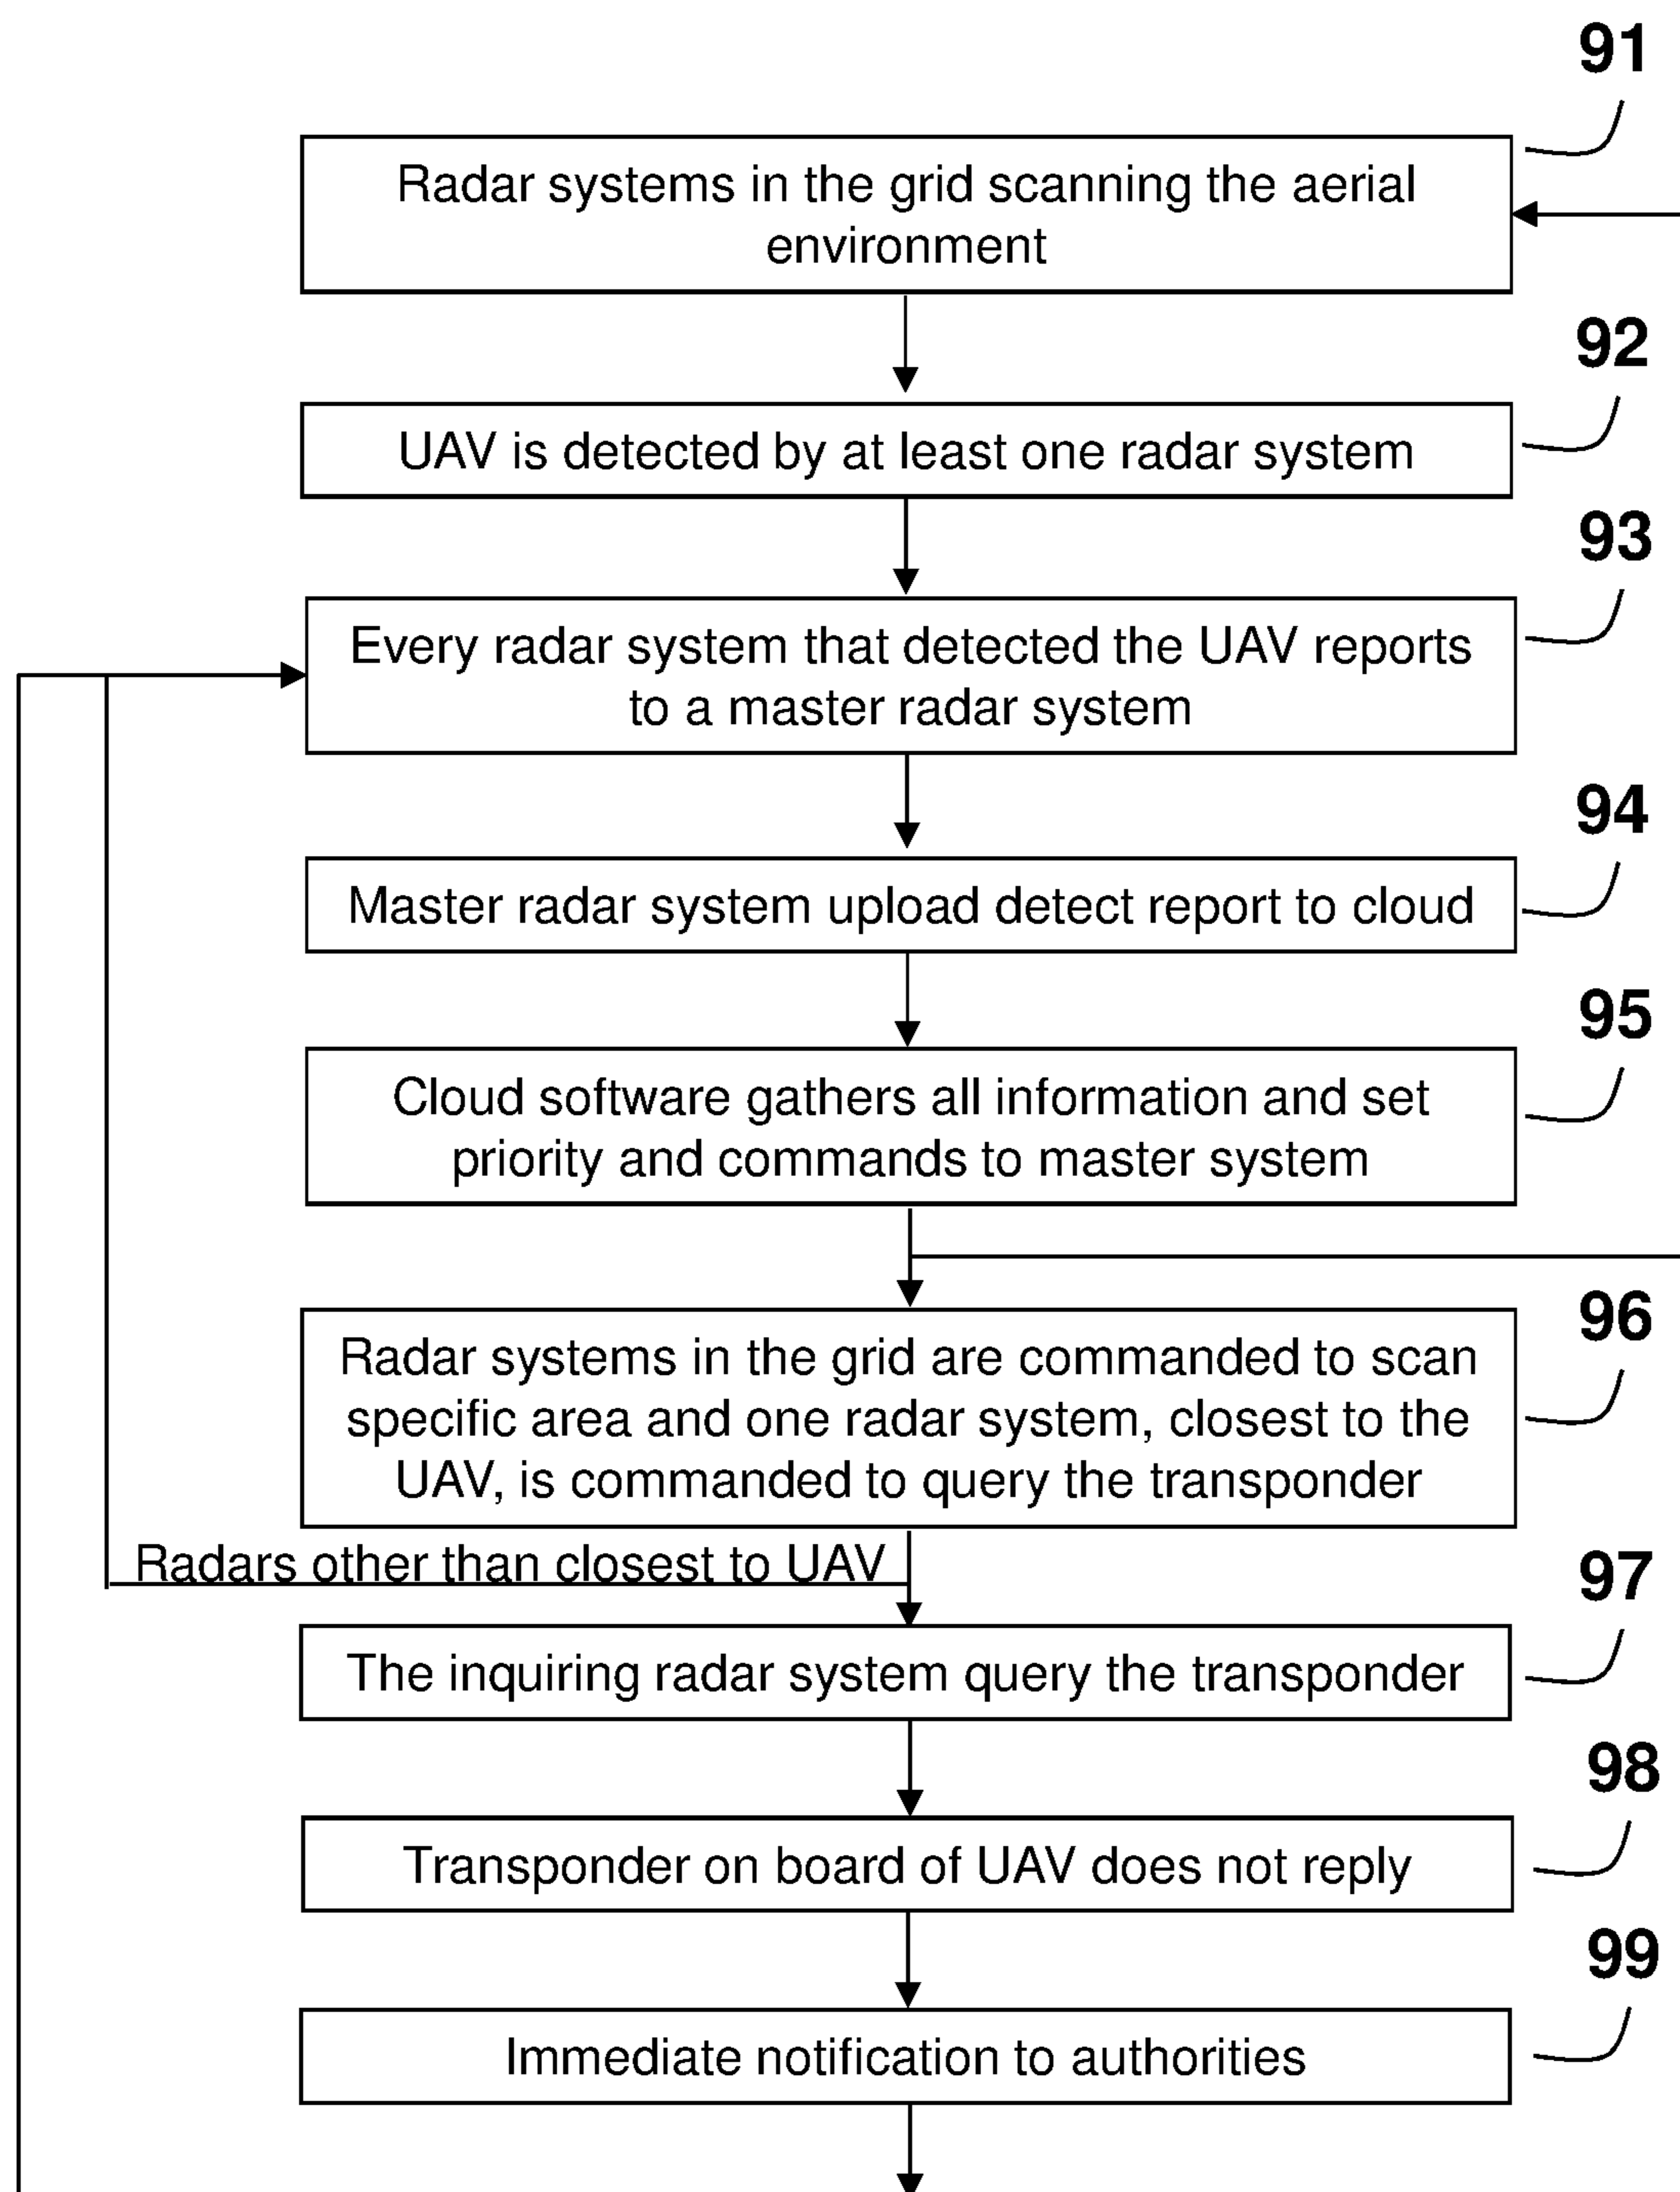 91
Radar systems in the grid scanning the aerial
environment
92
UAV is detected by at least one radar system
93
Every radar system that detected the UAV reports
to a master radar system
94
Master radar system upload detect report to cloud
95
Cloud software gathers all information and set
priority and commands to master system
96
Radar systems in the grid are commanded to scan
specific area and one radar system, closest to the
UAV, is commanded to query the transponder
Radars other than closest to UAV
97
The inquiring radar system query the transponder
98
Transponder on board of UAV does not reply
99
Immediate notification to authorities